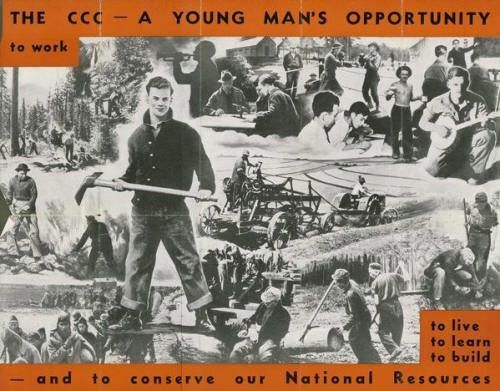 THE CCC — A YOUNG MAN'S OPPORTUNITY
to work
to live
to learn
to build
— and to conserve our National Resources